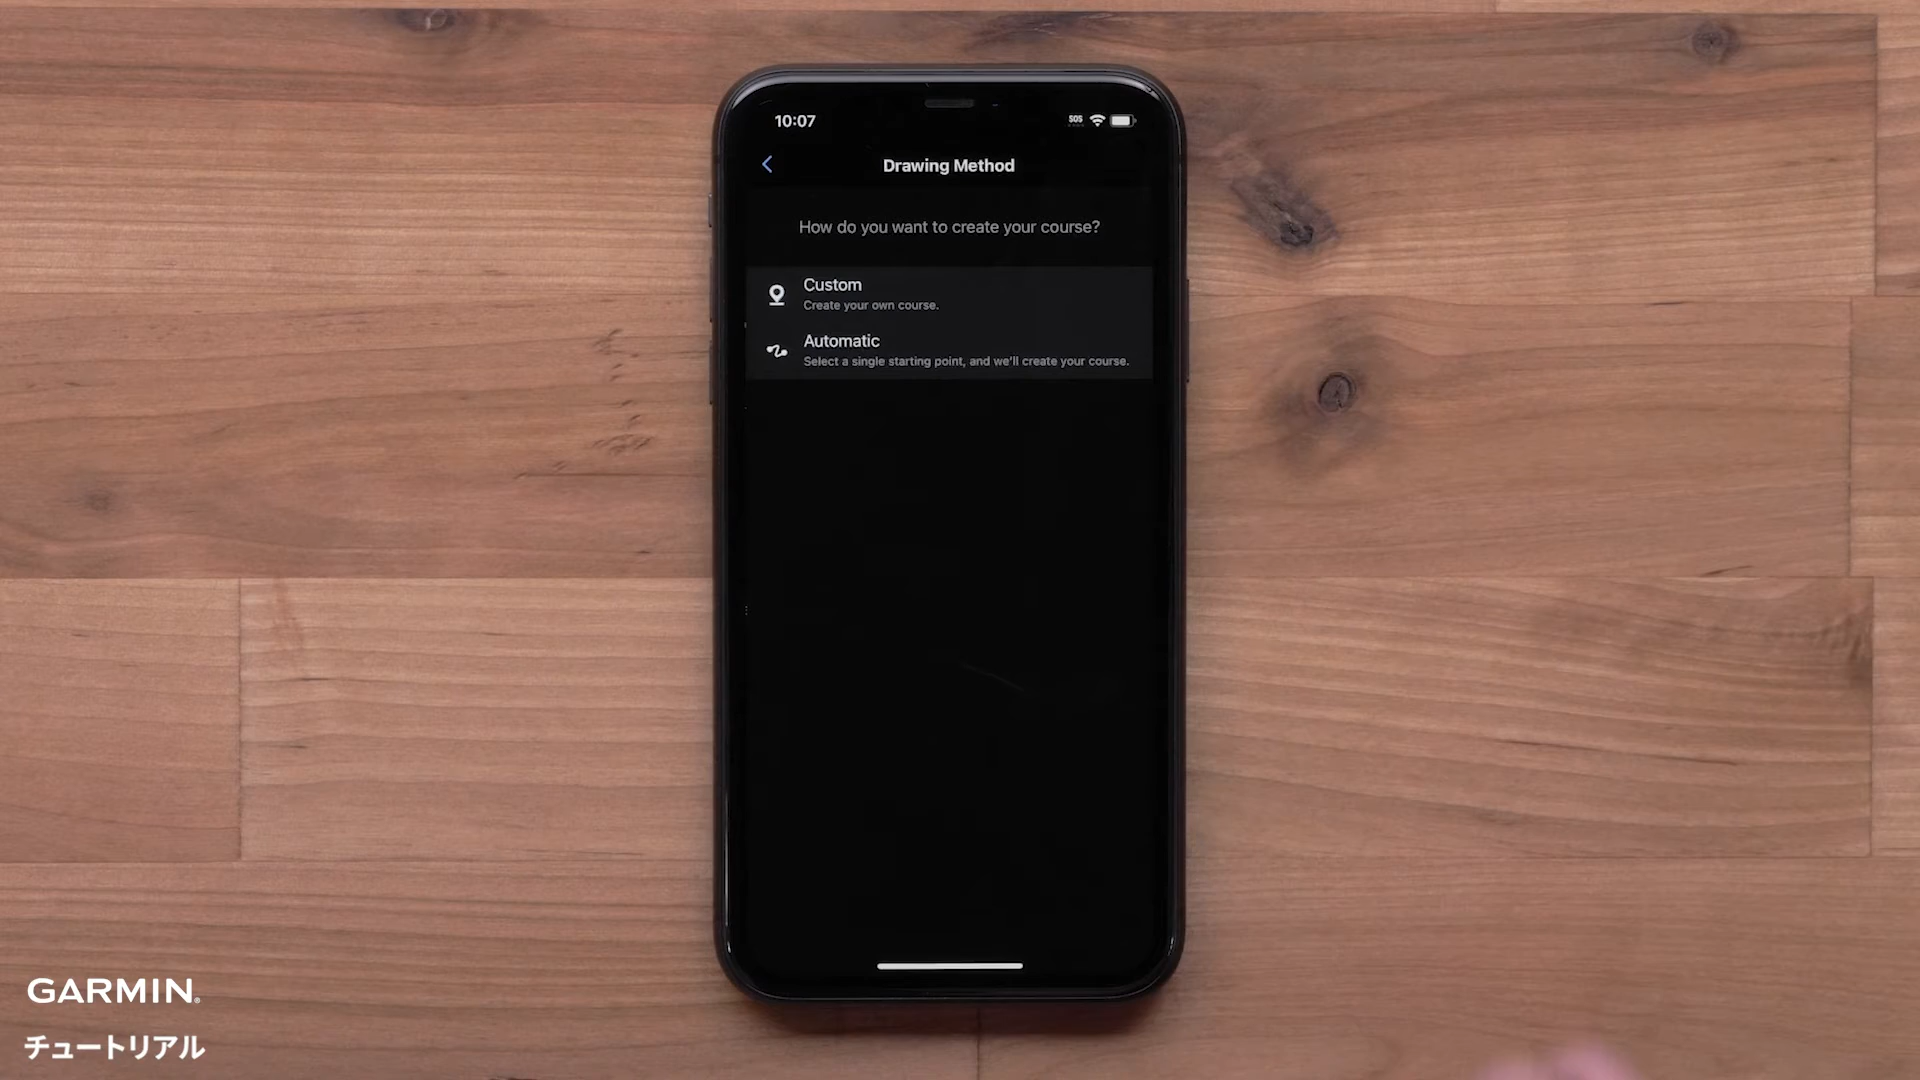 10:07
SOS
Drawing Method
How do you want to create your course?
Custom
Create your own course.
Automatic
Select a single starting point, and we'll create your course.
GARMIN®
チュートリアル